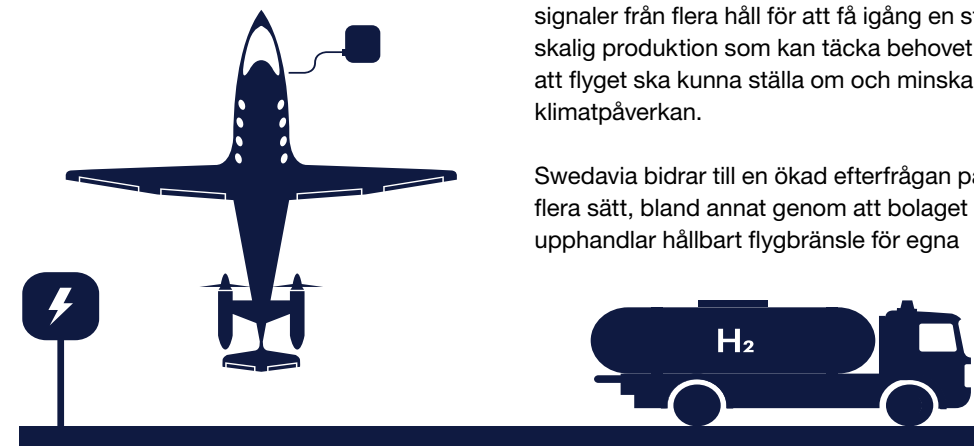 signaler från flera håll för att få igång en
skalig produktion som kan täcka behovet
att flyget ska kunna ställa om och minska
klimatpåverkan.
Swedavia bidrar till en ökad efterfrågan
flera sätt, bland annat genom att bolaget
upphandlar hållbart flygbränsle för egna
H₂